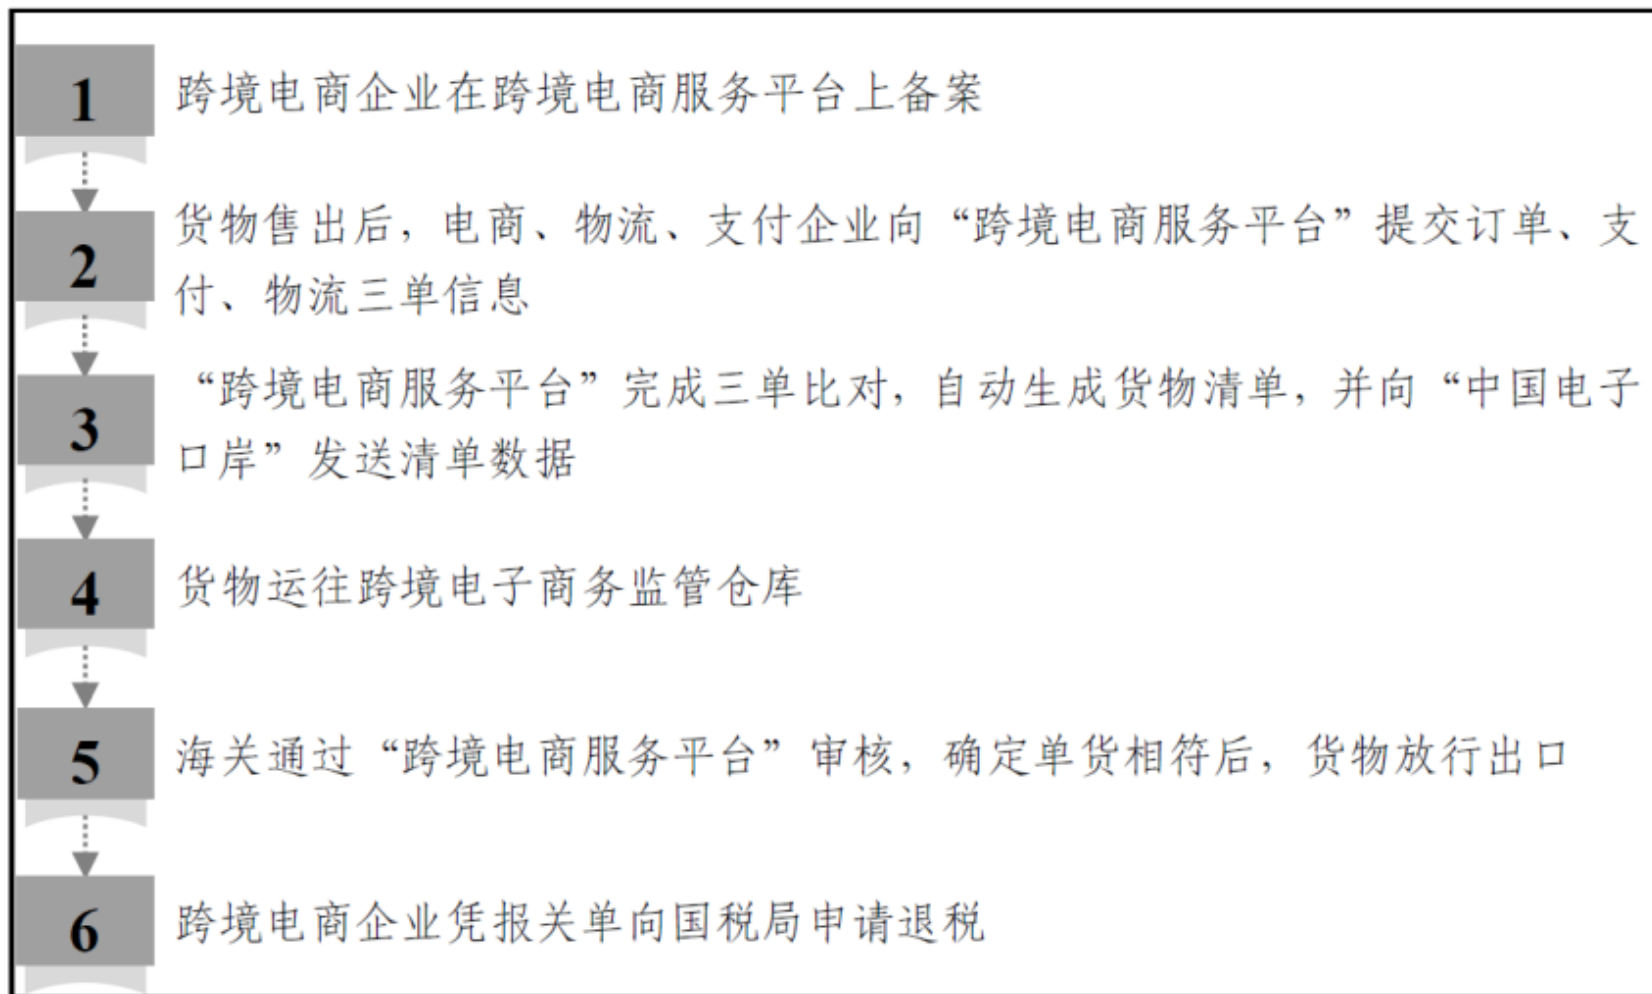 1
跨境电商企业在跨境电商服务平台上备案
2
货物售出后，电商、物流、支付企业向“跨境电商服务平台”提交订单、支
付、物流三单信息
3
“跨境电商服务平台”完成三单比对，自动生成货物清单，并向“中国电子
口岸”发送清单数据
4
货物运往跨境电子商务监管仓库
5
海关通过“跨境电商服务平台”审核，确定单货相符后，货物放行出口
6
跨境电商企业凭报关单向国税局申请退税